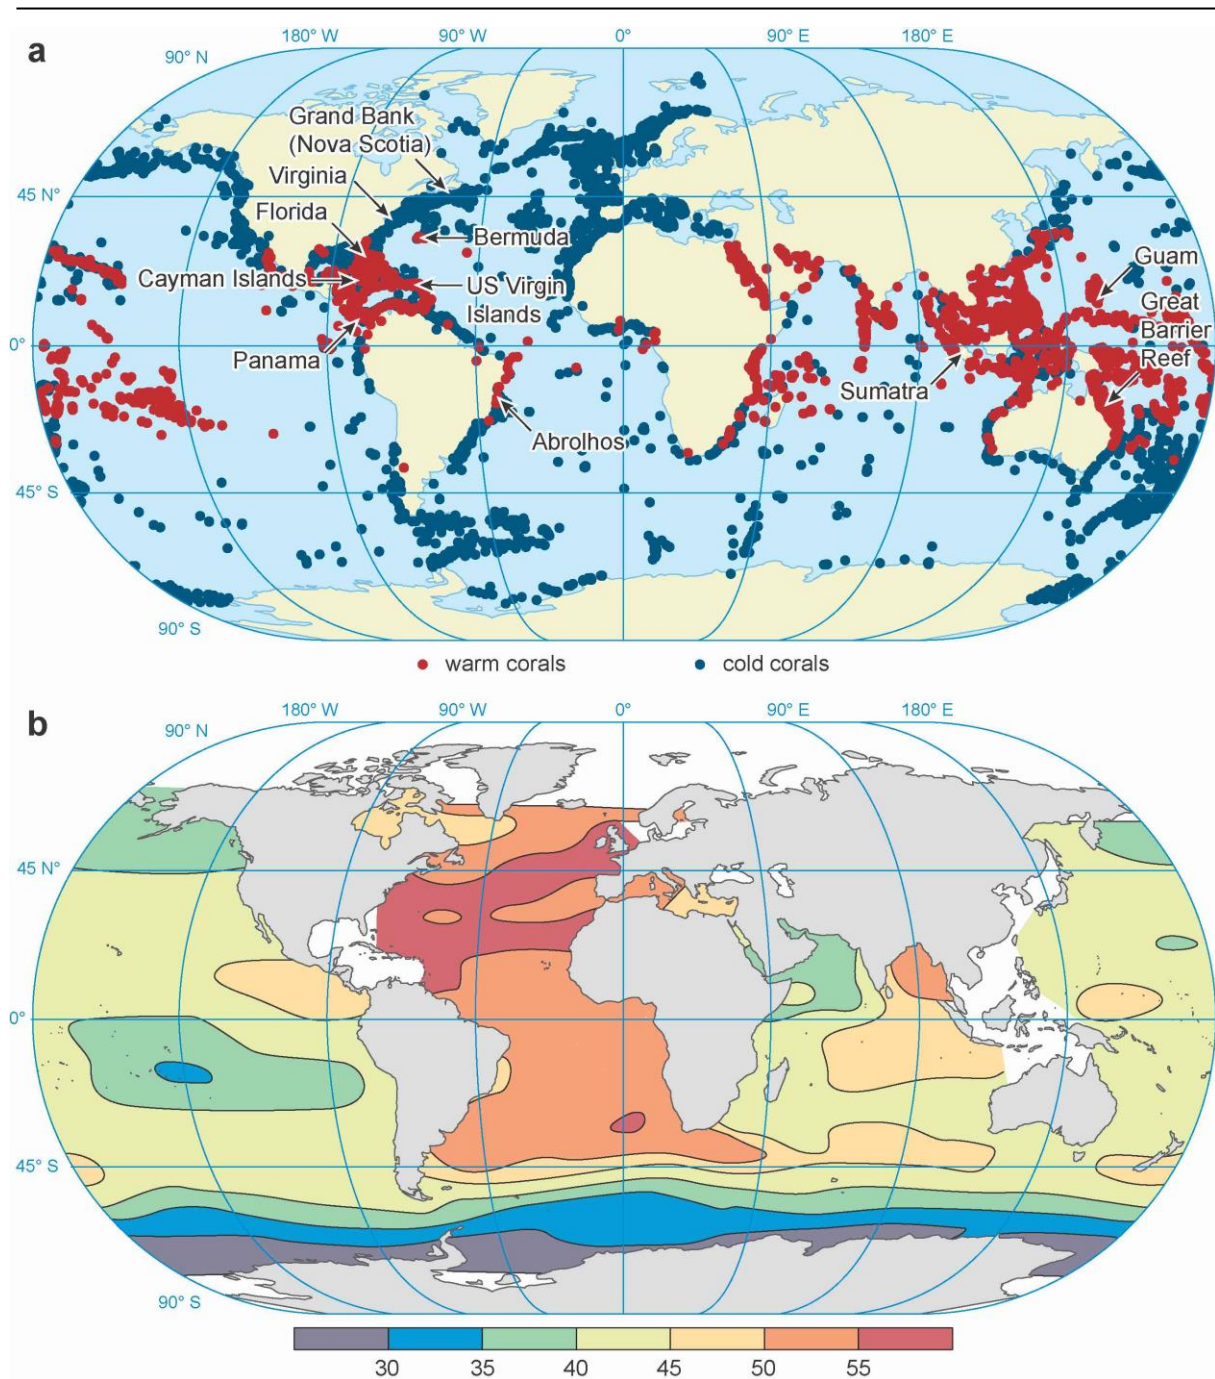 a
180° W 90° W 0° 90° E 180° E
90° N
Grand Bank
(Nova Scotia)
45 N°
Virginia
Florida
Bermuda
Guam
Cayman Islands
US Virgin
Islands
Great
Barrier
Reef
0°
Panama
Sumatra
Abrolhos
45° S
90° S
warm corals cold corals
b
180° W 90° W 0° 90° E 180° E
90° N
45 N°
0°
45° S
90° S
30 35 40 45 50 55